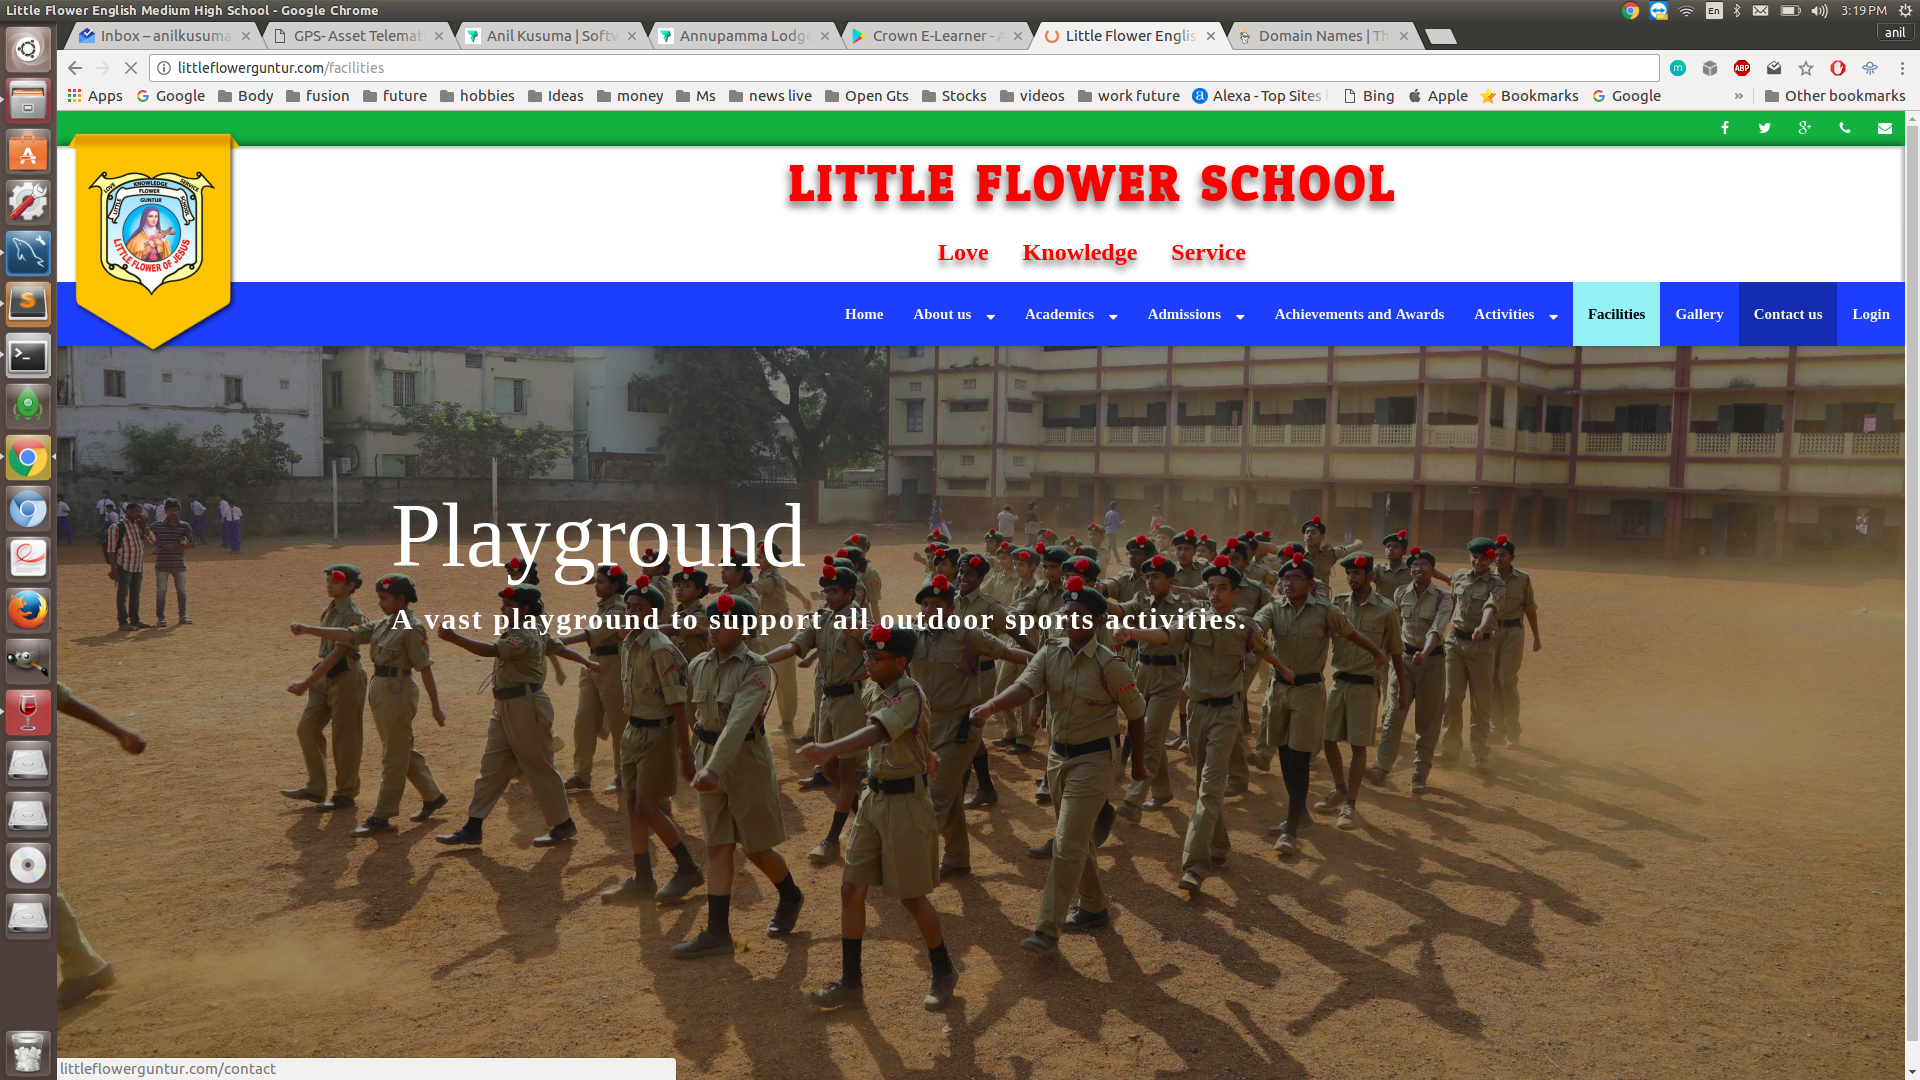 Little Flower English Medium High School - Google Chrome
En
3:19 PM
Inbox – anilkusuma
GPS- Asset Telemat
Anil Kusuma | Softw
Annupamma Lodge
Crown E-Learner - A
Little Flower Englis
Domain Names | Th
anil
littleflowerguntur.com/facilities
m
ABP
Apps
Google
Body
fusion
future
hobbies
Ideas
money
Ms
news live
Open Gts
Stocks
videos
work future
Alexa - Top Sites
Bing
Apple
Bookmarks
Google
»
Other bookmarks
LOVE KNOWLEDGE SERVICE
LITTLE FLOWER SCHOOL
GUNTUR
LITTLE FLOWER OF JESUS
LITTLE FLOWER SCHOOL
Love Knowledge Service
Home
About us
Academics
Admissions
Achievements and Awards
Activities
Facilities
Gallery
Contact us
Login
Playground
A vast playground to support all outdoor sports activities.
littleflowerguntur.com/contact